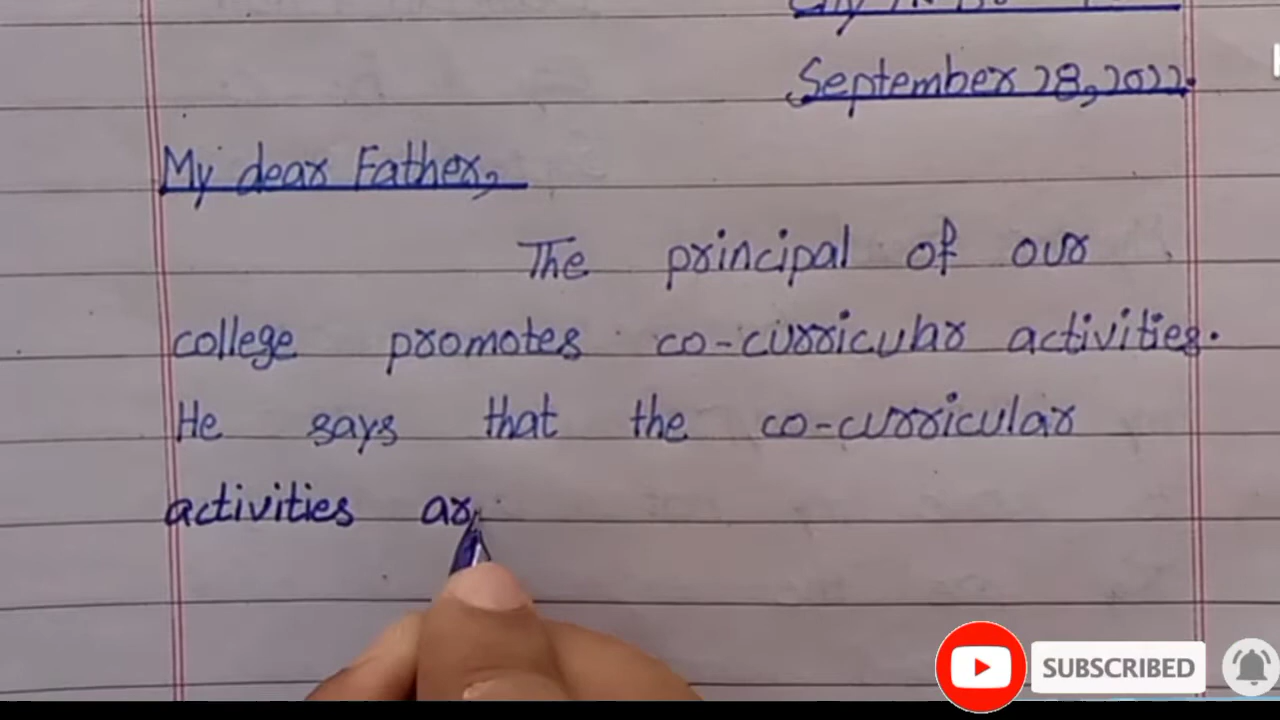 September 28, 2022.
My dear Father,
The principal of our
college promotes co-curricular activities.
He says that the co-curricular
activities ar
SUBSCRIBED